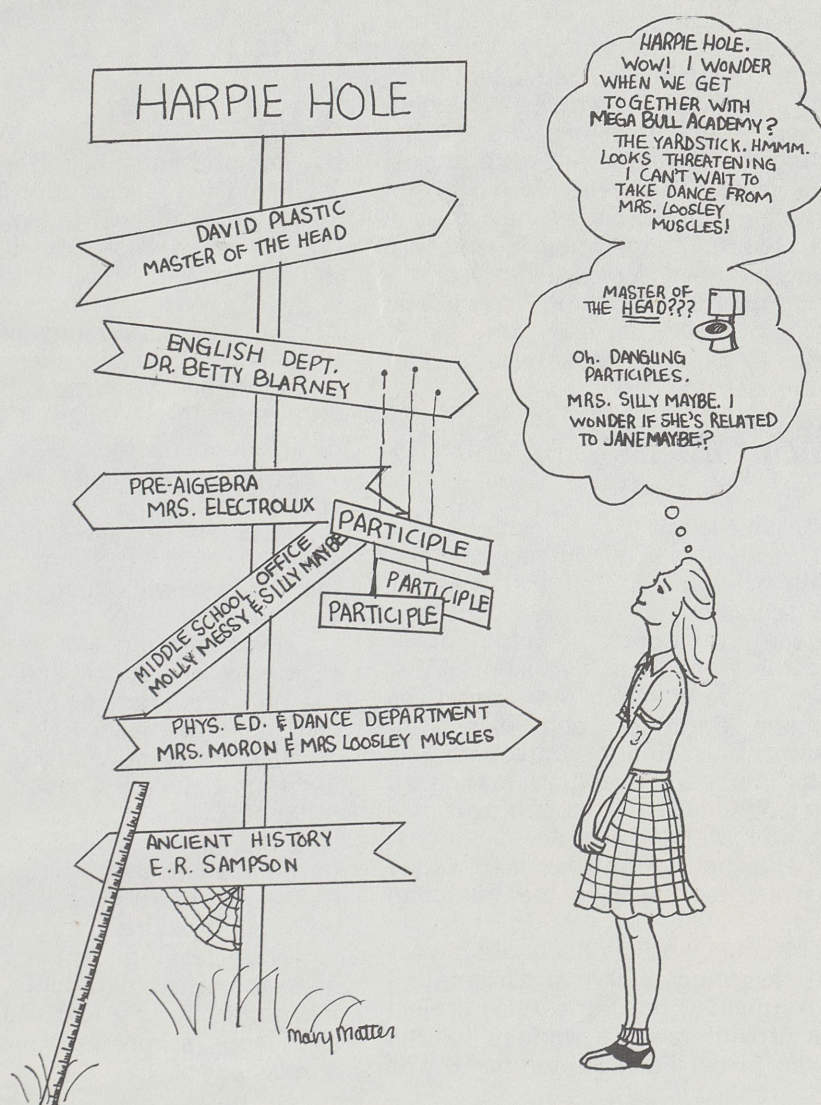 HARPIE HOLE
DAVID PLASTIC
MASTER OF THE HEAD
ENGLISH DEPT.
DR. BETTY BLARNEY
PRE-AlGEBRA
MRS. ELECTROLUX
PARTICIPLE
PARTICIPLE
PARTICIPLE
MIDDLE SCHOOL OFFICE
MOLLY MESSY & SILLY MAYBE
PHYS. ED. & DANCE DEPARTMENT
MRS. MORON & MRS LOOSLEY MUSCLES
ANCIENT HISTORY
E.R. SAMPSON
Mary Matter
HARPIE HOLE.
WOW! I WONDER
WHEN WE GET
TOGETHER WITH
MEGA BULL ACADEMY?
THE YARDSTICK. HMMM.
LOOKS THREATENING
I CAN'T WAIT TO
TAKE DANCE FROM
MRS. LOOSLEY
MUSCLES!
MASTER OF
THE HEAD???
Oh. DANGLING
PARTICIPLES.
MRS. SILLY MAYBE. I
WONDER IF SHE'S RELATED
TO JANE MAYBE?